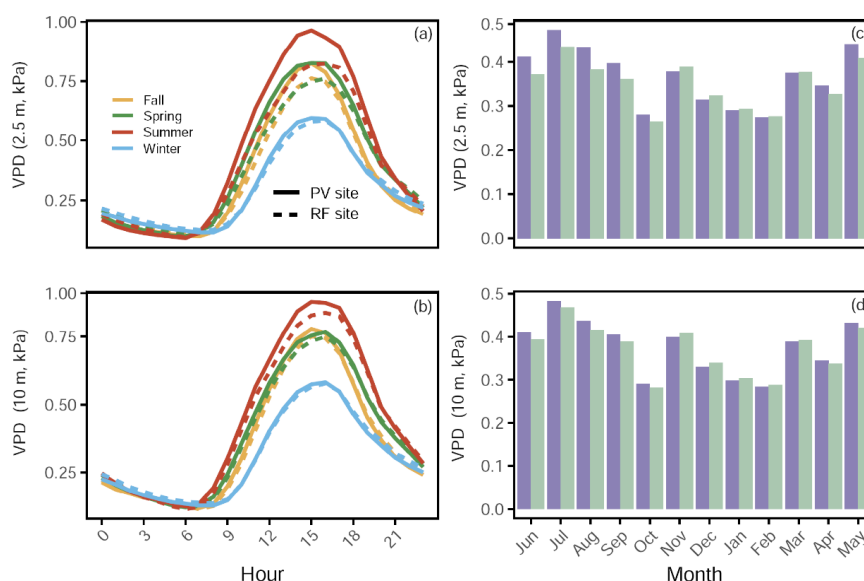 1.00
0.75
0.50
0.25
VPD (2.5 m, kPa)
(a)
Fall
Spring
Summer
Winter
PV site
RF site
0.5
0.4
0.3
0.2
0.1
0.0
VPD (2.5 m, kPa)
(c
1.00
0.75
0.50
0.25
VPD (10 m, kPa)
(b)
0
3
6
9
12
15
18
21
Hour
0.5
0.4
0.3
0.4
0.1
0.0
VPD (10 m, kPa)
(d
Jun
Jul
Aug
Sep
Oct
Nov
Dec
Jan
Feb
Mar
Apr
May
Month